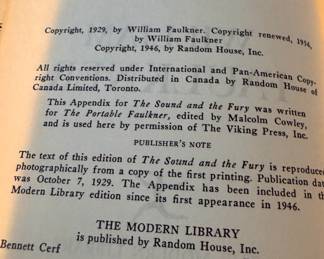 Copyright, 1929, by William Faulkner. Copyright renewed, 1954,
by William Faulkner
Copyright, 1946, by Random House, Inc.
All rights reserved under International and Pan-American Copy-
right Conventions. Distributed in Canada by Random House of
Canada Limited, Toronto.
This Appendix for The Sound and the Fury was written
for The Portable Faulkner, edited by Malcolm Cowley,
and is used here by permission of The Viking Press, Inc.
PUBLISHER'S NOTE
The text of this edition of The Sound and the Fury is reproduced
photographically from a copy of the first printing. Publication date
was October 7, 1929. The Appendix has been included in the
Modern Library edition since its first appearance in 1946.
THE MODERN LIBRARY
is published by Random House, Inc.
Bennett Cerf